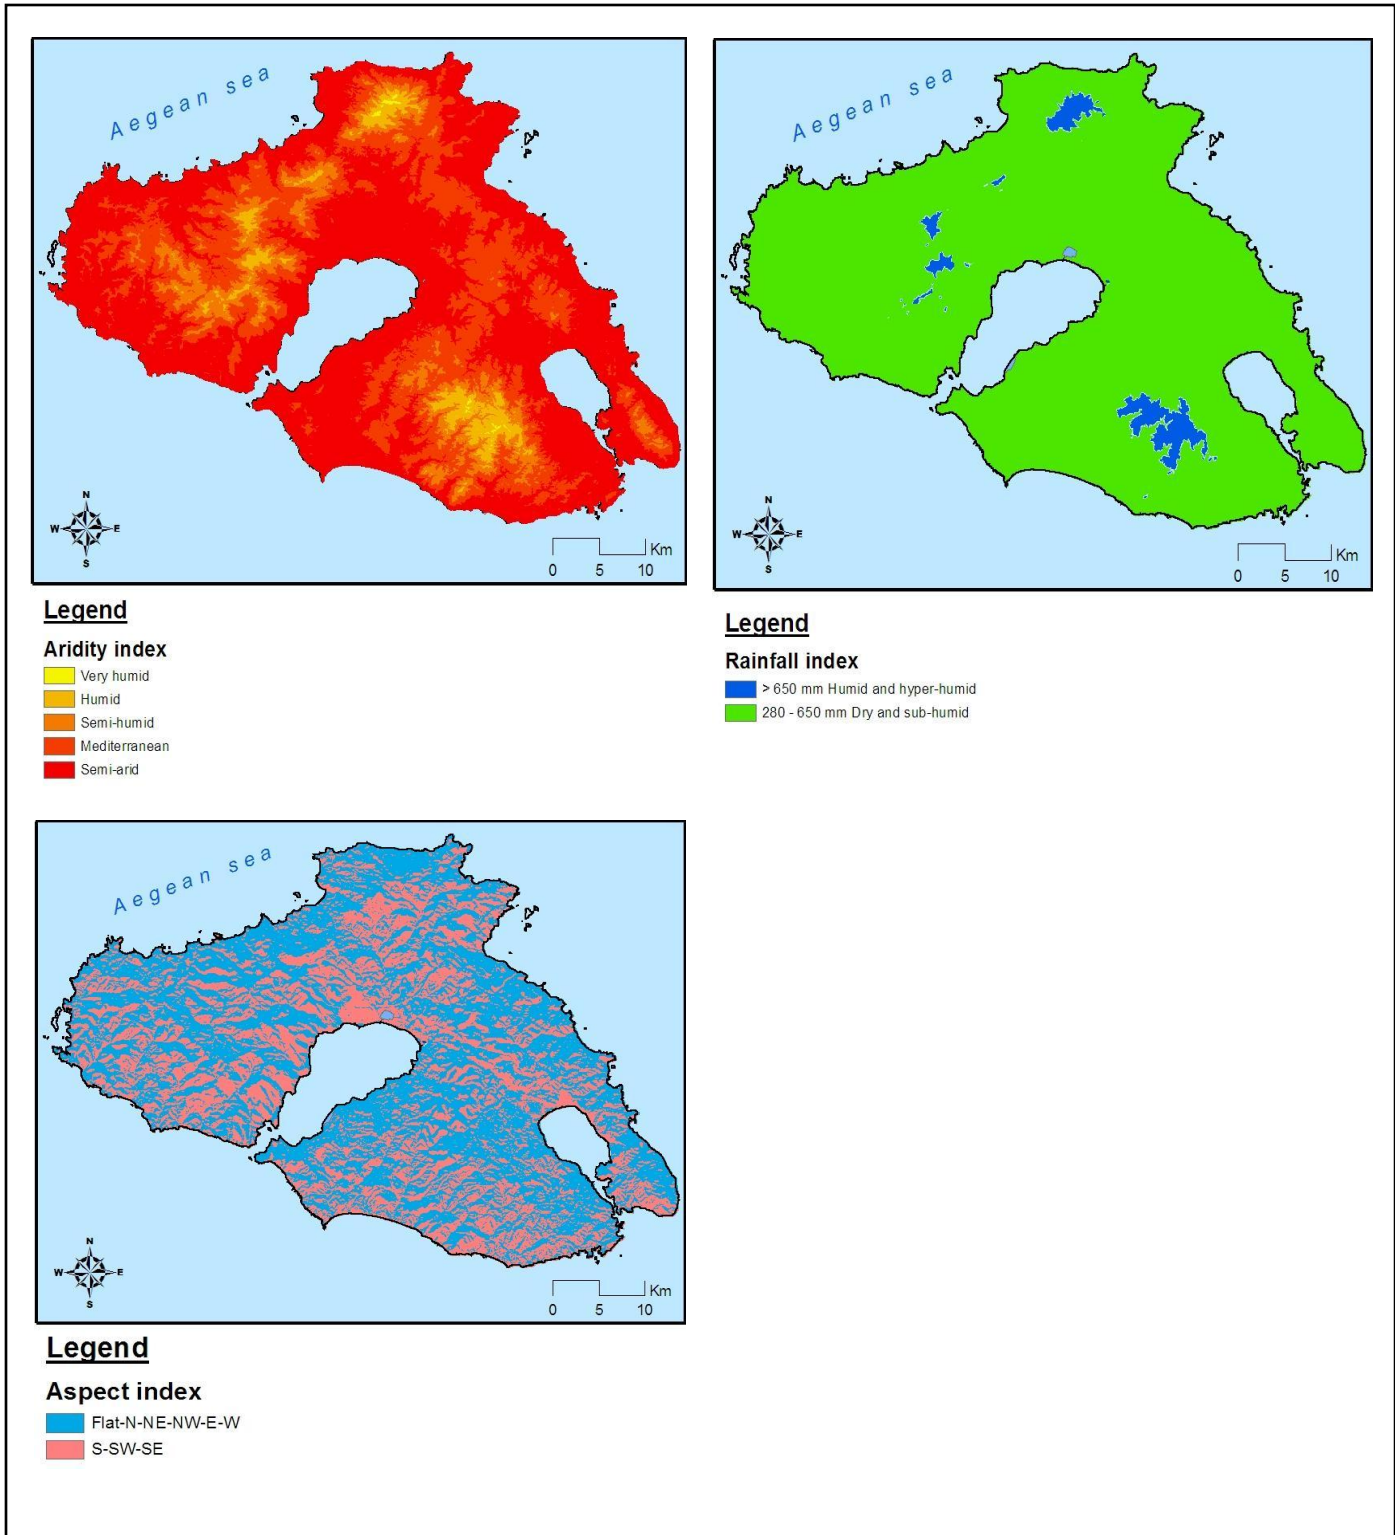 Aegean sea
N
W E
S
Km
0 5 10
Legend
Aridity index
Very humid
Humid
Semi-humid
Mediterranean
Semi-arid
Aegean sea
N
W E
S
Km
0 5 10
Legend
Rainfall index
> 650 mm Humid and hyper-humid
280 - 650 mm Dry and sub-humid
Aegean sea
N
W E
S
Km
0 5 10
Legend
Aspect index
Flat-N-NE-NW-E-W
S-SW-SE